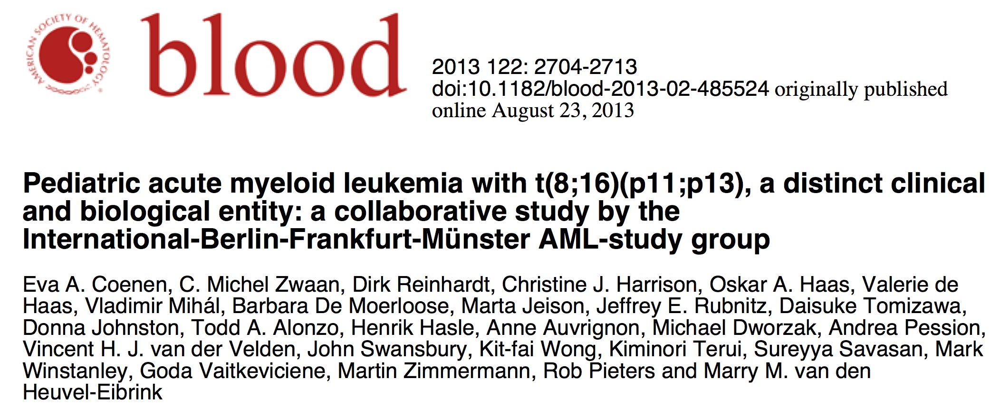 AMERICAN SOCIETY OF HEMATOLOGY
®
blood
2013 122: 2704-2713
doi:10.1182/blood-2013-02-485524 originally published
online August 23, 2013
Pediatric acute myeloid leukemia with t(8;16)(p11;p13), a distinct clinical
and biological entity: a collaborative study by the
International-Berlin-Frankfurt-Münster AML-study group
Eva A. Coenen, C. Michel Zwaan, Dirk Reinhardt, Christine J. Harrison, Oskar A. Haas, Valerie de
Haas, Vladimir Mihál, Barbara De Moerloose, Marta Jeison, Jeffrey E. Rubnitz, Daisuke Tomizawa,
Donna Johnston, Todd A. Alonzo, Henrik Hasle, Anne Auvrignon, Michael Dworzak, Andrea Pession,
Vincent H. J. van der Velden, John Swansbury, Kit-fai Wong, Kiminori Terui, Sureyya Savasan, Mark
Winstanley, Goda Vaitkeviciene, Martin Zimmermann, Rob Pieters and Marry M. van den
Heuvel-Eibrink